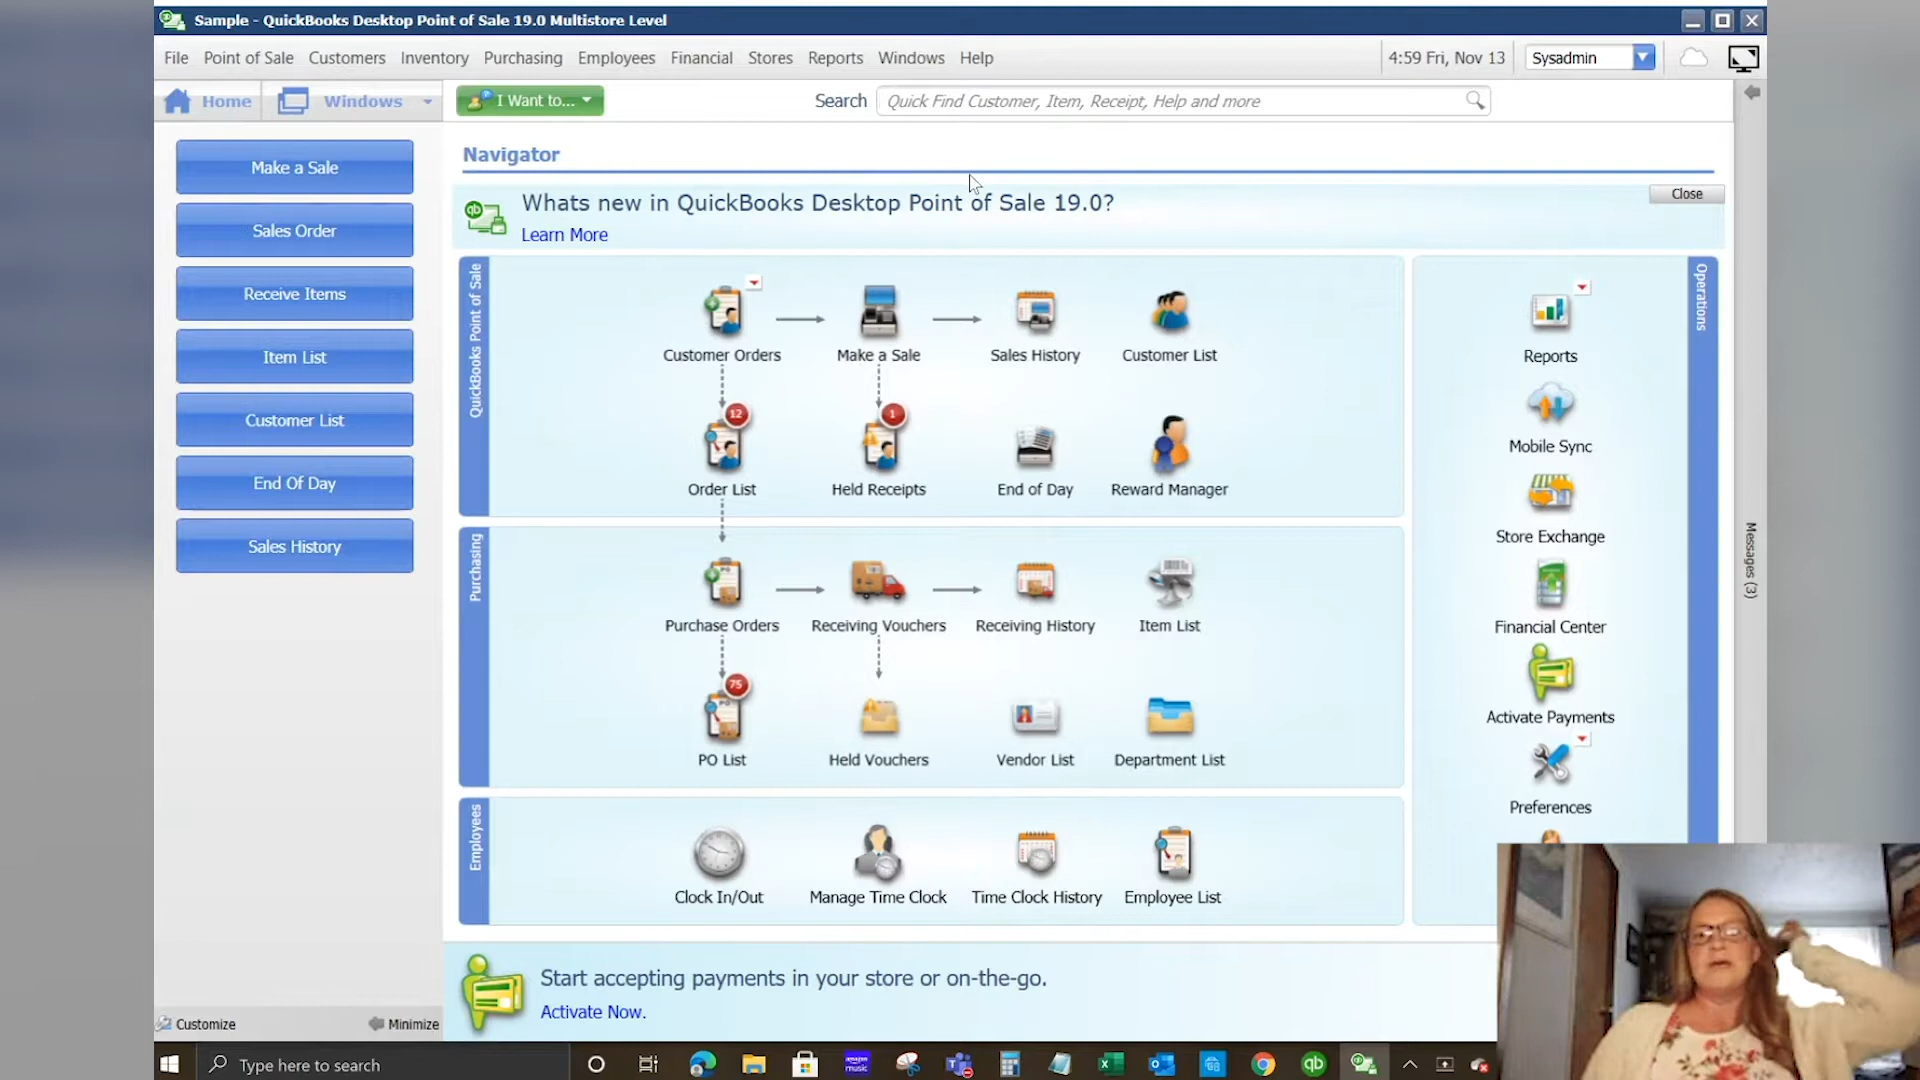 Sample - QuickBooks Desktop Point of Sale 19.0 Multistore Level
File Point of Sale Customers Inventory Purchasing Employees Financial Stores Reports Windows Help
4:59 Fri, Nov 13
Sysadmin
Home
Windows
I Want to...
Search
Quick Find Customer, Item, Receipt, Help and more
Make a Sale
Sales Order
Receive Items
Item List
Customer List
End Of Day
Sales History
Customize
Minimize
Navigator
Whats new in QuickBooks Desktop Point of Sale 19.0?
Learn More
Close
QuickBooks Point of Sale
Customer Orders
Make a Sale
Sales History
Customer List
12
1
Order List
Held Receipts
End of Day
Reward Manager
Purchasing
Purchase Orders
Receiving Vouchers
Receiving History
Item List
75
PO List
Held Vouchers
Vendor List
Department List
Employees
Clock In/Out
Manage Time Clock
Time Clock History
Employee List
Operations
Reports
Mobile Sync
Store Exchange
Financial Center
Activate Payments
Preferences
Messages (3)
Start accepting payments in your store or on-the-go.
Activate Now.
Type here to search